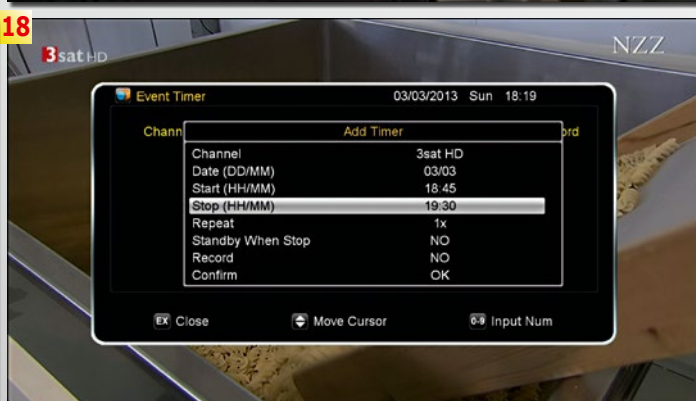 18
3sat HD
NZZ
Event Timer 03/03/2013 Sun 18:19
Chann ord
Add Timer
Channel 3sat HD
Date (DD/MM) 03/03
Start (HH/MM) 18:45
Stop (HH/MM) 19:30
Repeat 1x
Standby When Stop NO
Record NO
Confirm OK
EX Close Move Cursor 0-9 Input Num